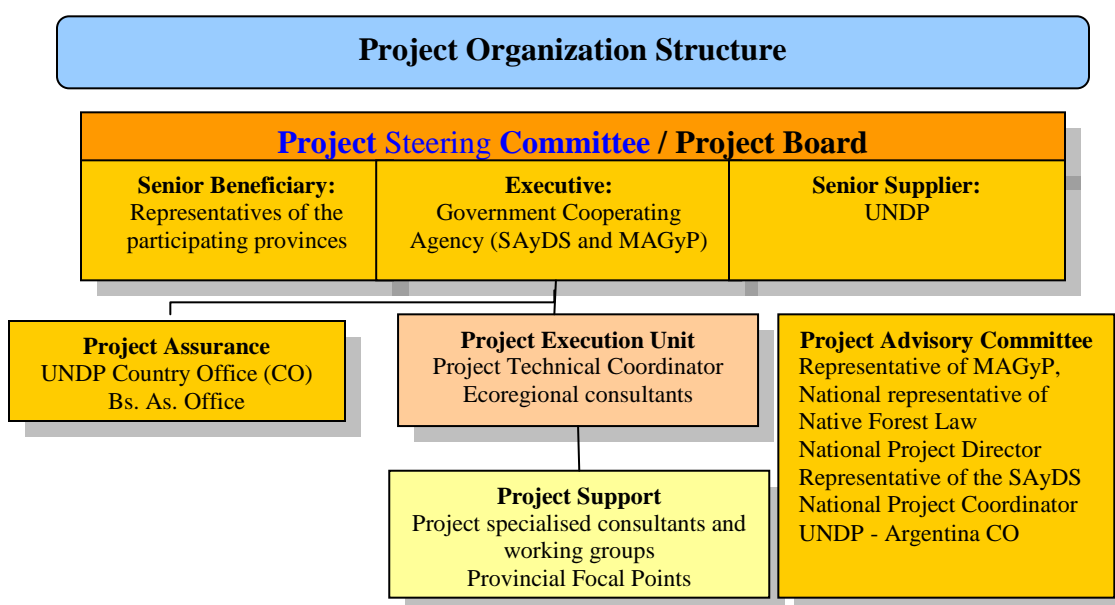 Project Organization Structure
Project Steering Committee / Project Board
Senior Beneficiary:
Representatives of the
participating provinces
Executive:
Government Cooperating
Agency (SAyDS and MAGyP)
Senior Supplier:
UNDP
Project Assurance
UNDP Country Office (CO)
Bs. As. Office
Project Execution Unit
Project Technical Coordinator
Ecoregional consultants
Project Advisory Committee
Representative of MAGyP,
National representative of
Native Forest Law
National Project Director
Representative of the SAyDS
National Project Coordinator
UNDP - Argentina CO
Project Support
Project specialised consultants and
working groups
Provincial Focal Points